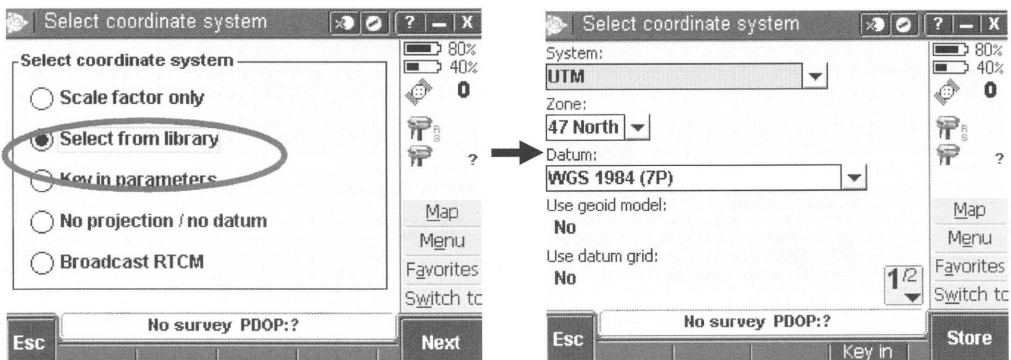 Select coordinate system
? – X
Select coordinate system
Scale factor only
Select from library
Key in parameters
No projection / no datum
Broadcast RTCM
80%
40%
0
?
Map
Menu
Favorites
Switch to
Esc
No survey PDOP:?
Next
Select coordinate system
? – X
System:
UTM
Zone:
47 North
Datum:
WGS 1984 (7P)
Use geoid model:
No
Use datum grid:
No
1/2
80%
40%
0
?
Map
Menu
Favorites
Switch to
Esc
No survey PDOP:?
Key in
Store